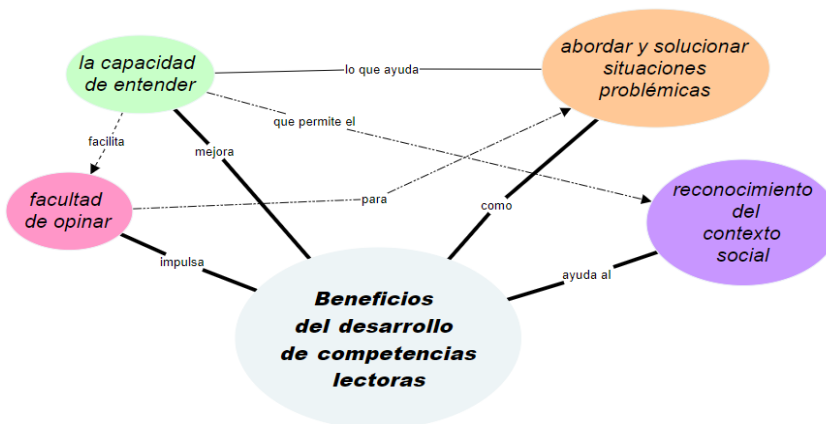 la capacidad
de entender
abordar y solucionar
situaciones
problémicas
lo que ayuda
que permite el
facilita
mejora
facultad
de opinar
para
como
reconocimiento
del
contexto
social
impulsa
ayuda al
Beneficios
del desarrollo
de competencias
lectoras